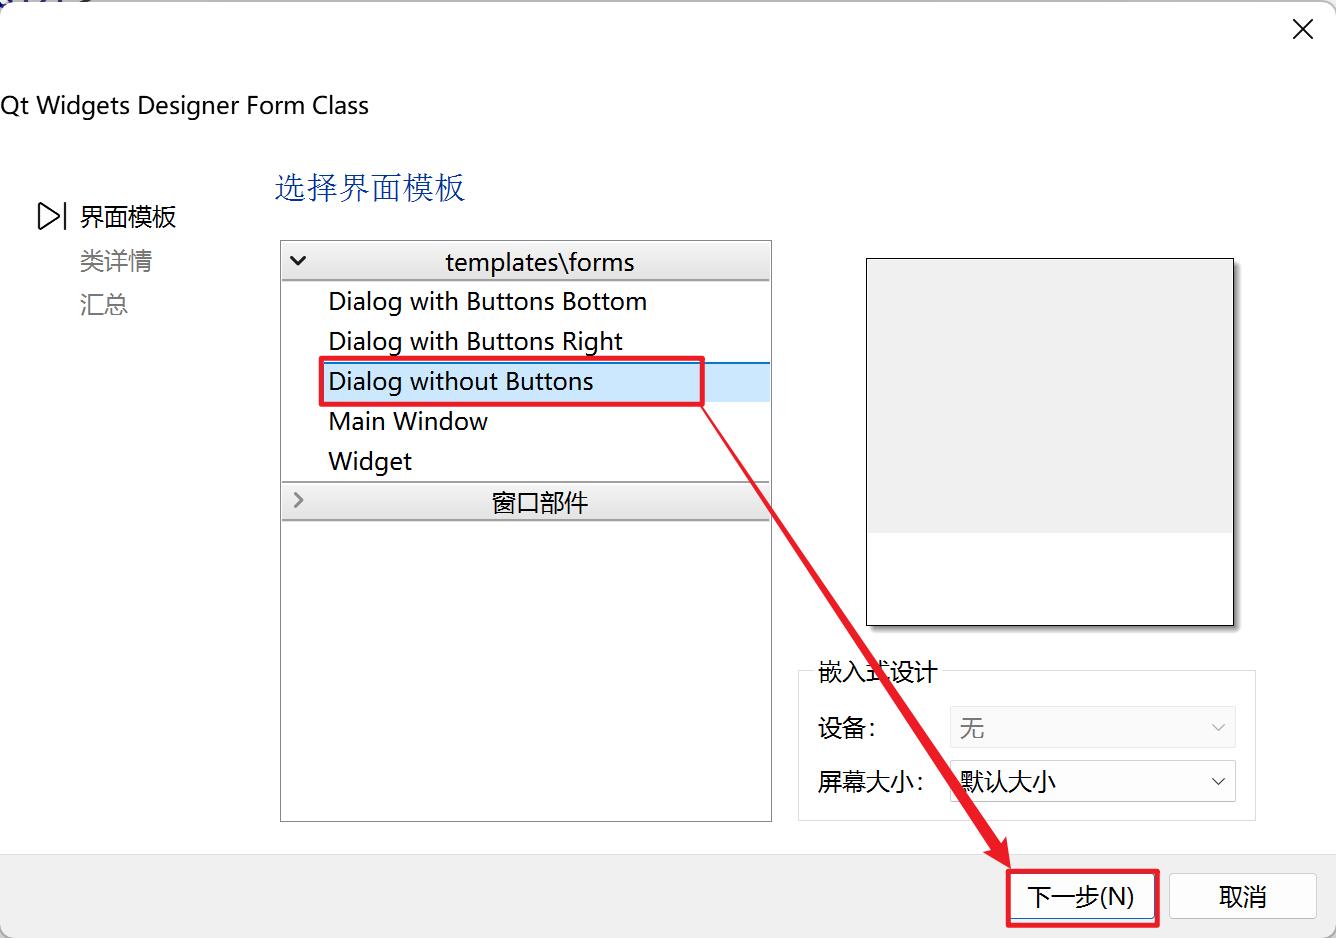 Qt Widgets Designer Form Class
选择界面模板
界面模板
类详情
汇总
templates\forms
Dialog with Buttons Bottom
Dialog with Buttons Right
Dialog without Buttons
Main Window
Widget
窗口部件
嵌入式设计
设备：
无
屏幕大小：
默认大小
下一步(N)
取消